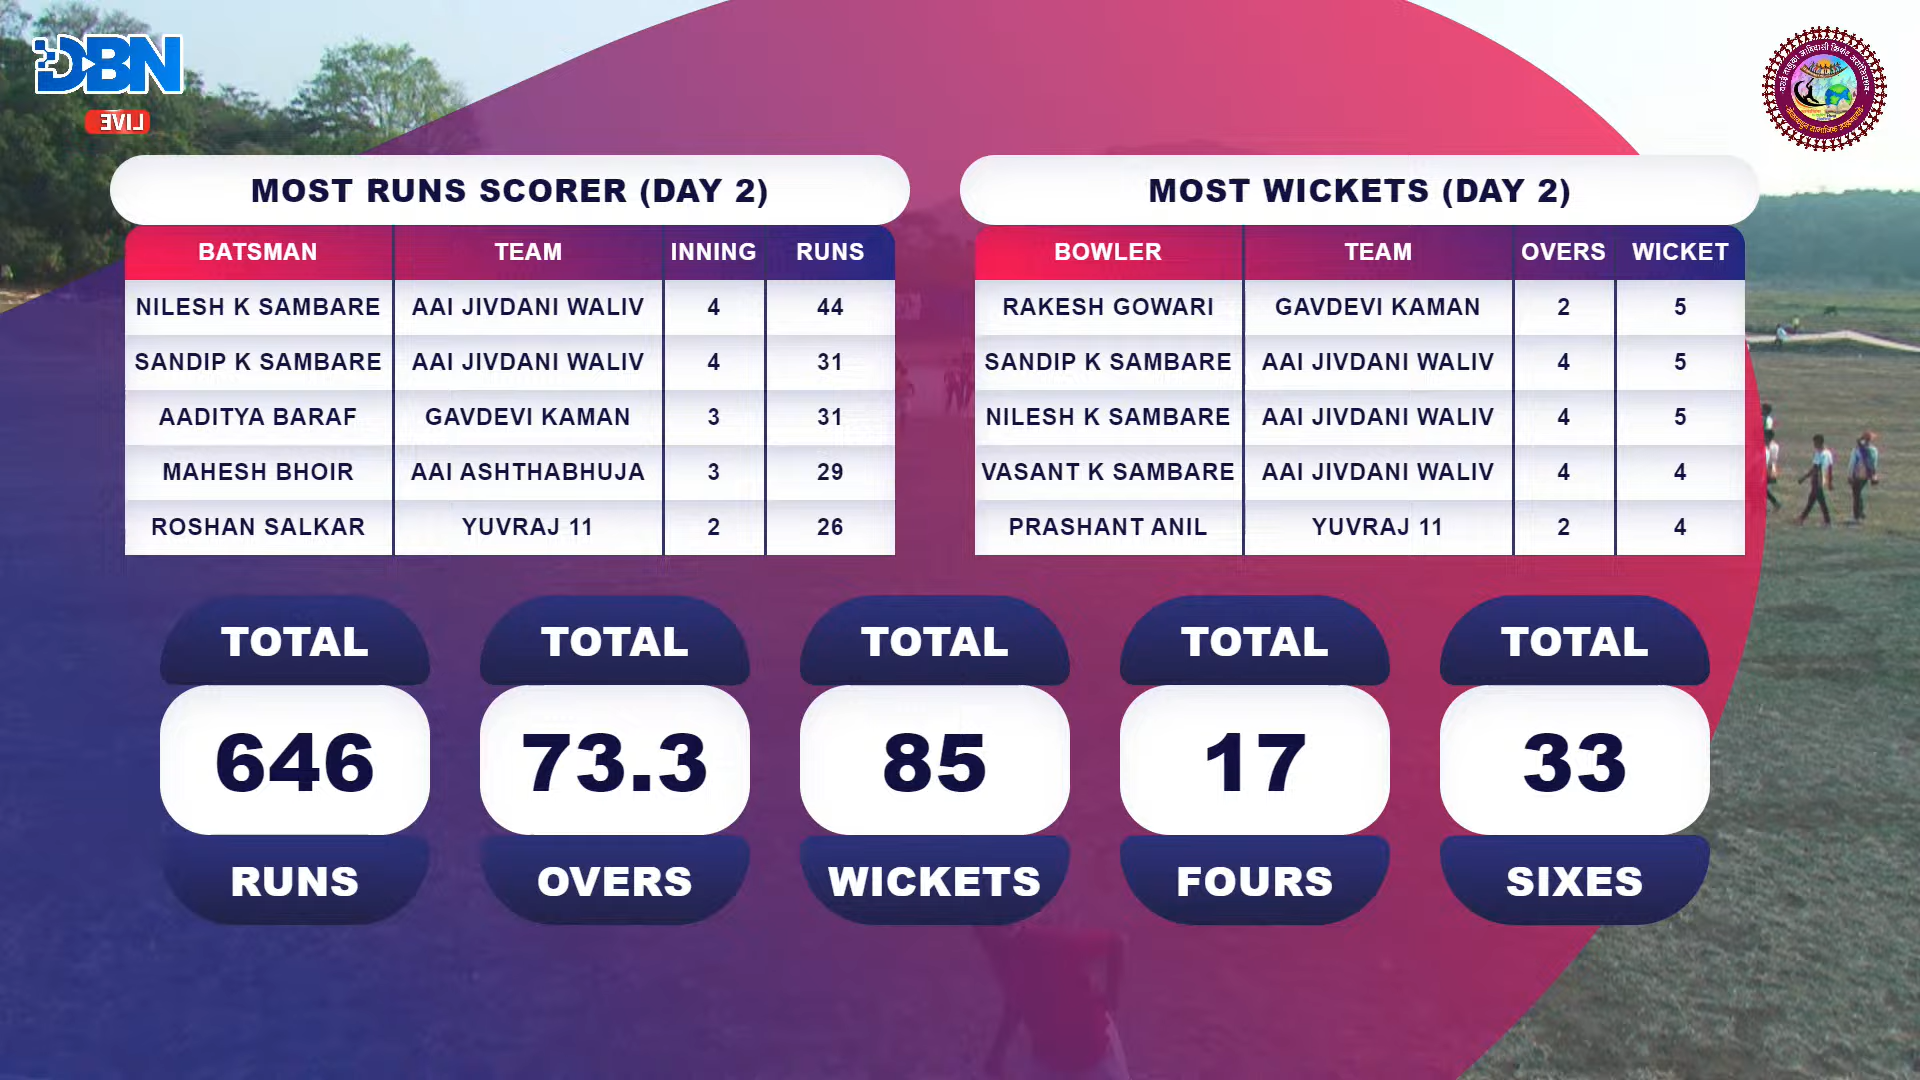 DBN
LIVE
MOST RUNS SCORER (DAY 2)
BATSMAN TEAM INNING RUNS
NILESH K SAMBARE AAI JIVDANI WALIV 4 44
SANDIP K SAMBARE AAI JIVDANI WALIV 4 31
AADITYA BARAF GAVDEVI KAMAN 3 31
MAHESH BHOIR AAI ASHTHABHUJA 3 29
ROSHAN SALKAR YUVRAJ 11 2 26
MOST WICKETS (DAY 2)
BOWLER TEAM OVERS WICKET
RAKESH GOWARI GAVDEVI KAMAN 2 5
SANDIP K SAMBARE AAI JIVDANI WALIV 4 5
NILESH K SAMBARE AAI JIVDANI WALIV 4 5
VASANT K SAMBARE AAI JIVDANI WALIV 4 4
PRASHANT ANIL YUVRAJ 11 2 4
TOTAL
646
RUNS
TOTAL
73.3
OVERS
TOTAL
85
WICKETS
TOTAL
17
FOURS
TOTAL
33
SIXES